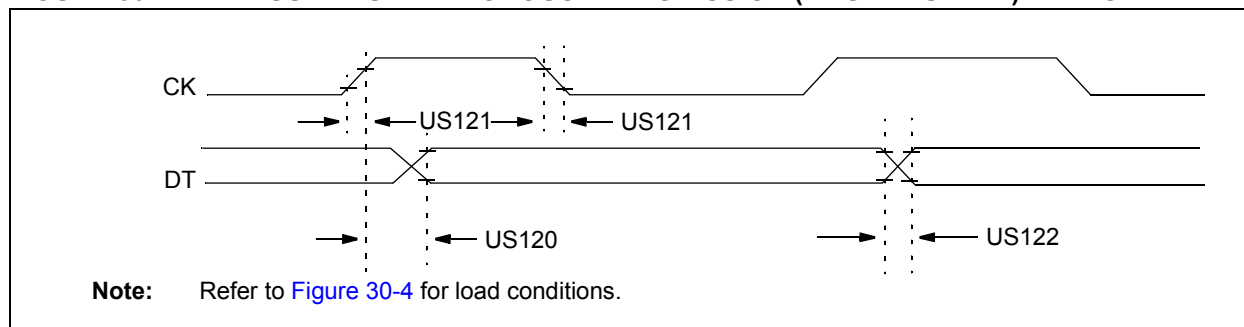 CK
US121
US121
DT
US120
US122
Note: Refer to Figure 30-4 for load conditions.